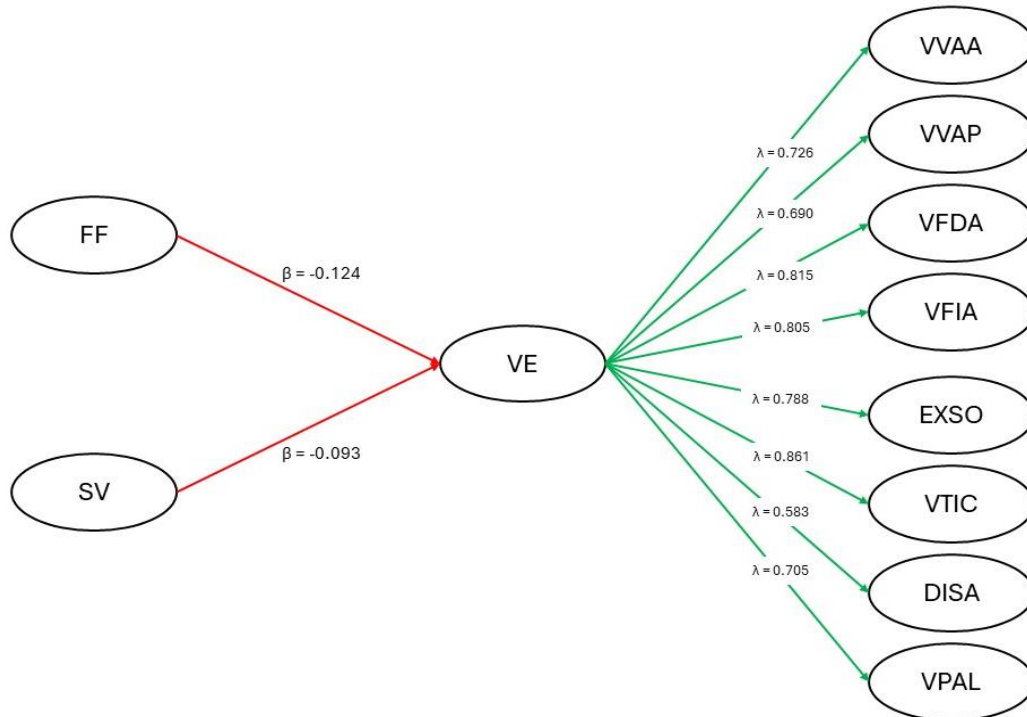 VVAA
VVAP
λ = 0.726
λ = 0.690
VFDA
FF
β = -0.124
λ = 0.815
VFIA
λ = 0.805
VE
λ = 0.788
EXSO
β = -0.093
λ = 0.861
SV
VTIC
λ = 0.583
λ = 0.705
DISA
VPAL